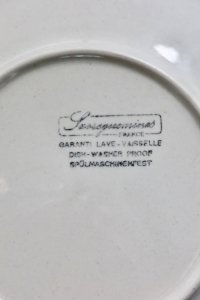 Sarreguemines
FRANCE
GARANTI LAVE-VAISSELLE
DISH-WASHER PROOF
SPÜLMASCHINENFEST